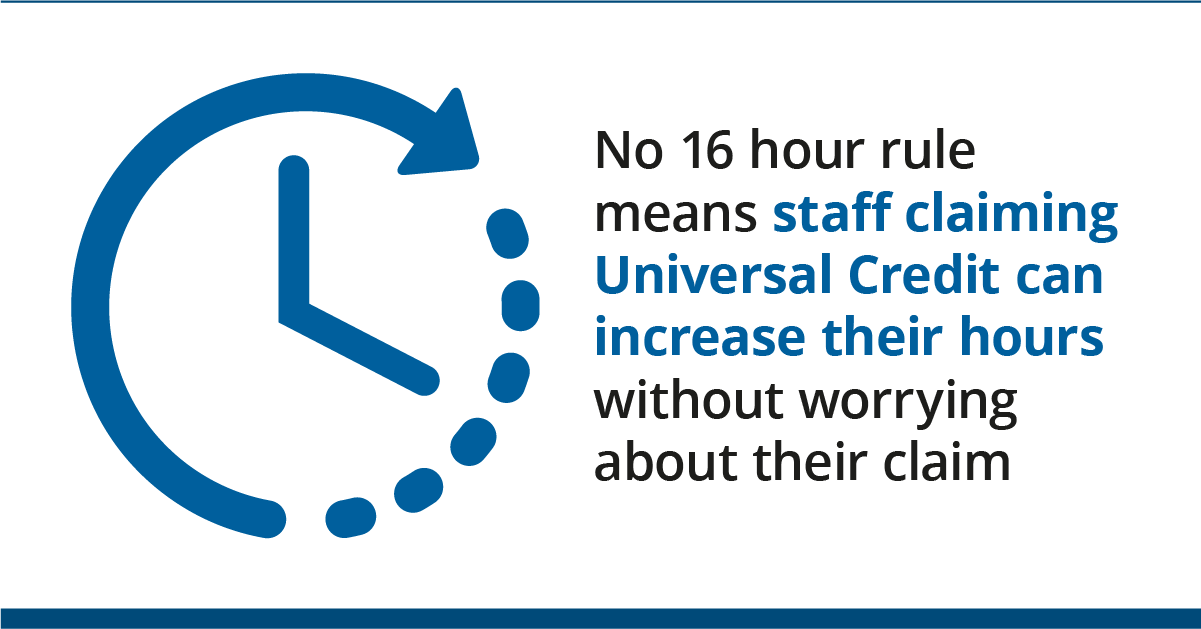 No 16 hour rule
means staff claiming
Universal Credit can
increase their hours
without worrying
about their claim